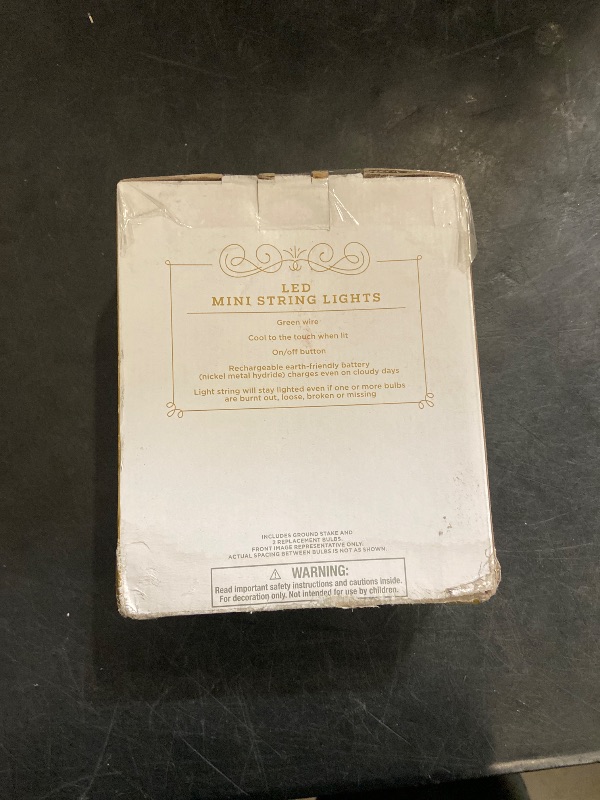 LED
MINI STRING LIGHTS
Green wire
Cool to the touch when lit
On/off button
Rechargeable earth-friendly battery
(nickel metal hydride) charges even on cloudy days
Light string will stay lighted even if one or more bulbs
are burnt out, loose, broken or missing
INCLUDES GROUND STAKE AND
2 REPLACEMENT BULBS.
FRONT IMAGE REPRESENTATIVE ONLY.
ACTUAL SPACING BETWEEN BULBS IS NOT AS SHOWN.
⚠ WARNING:
Read important safety instructions and cautions inside.
For decoration only. Not intended for use by children.